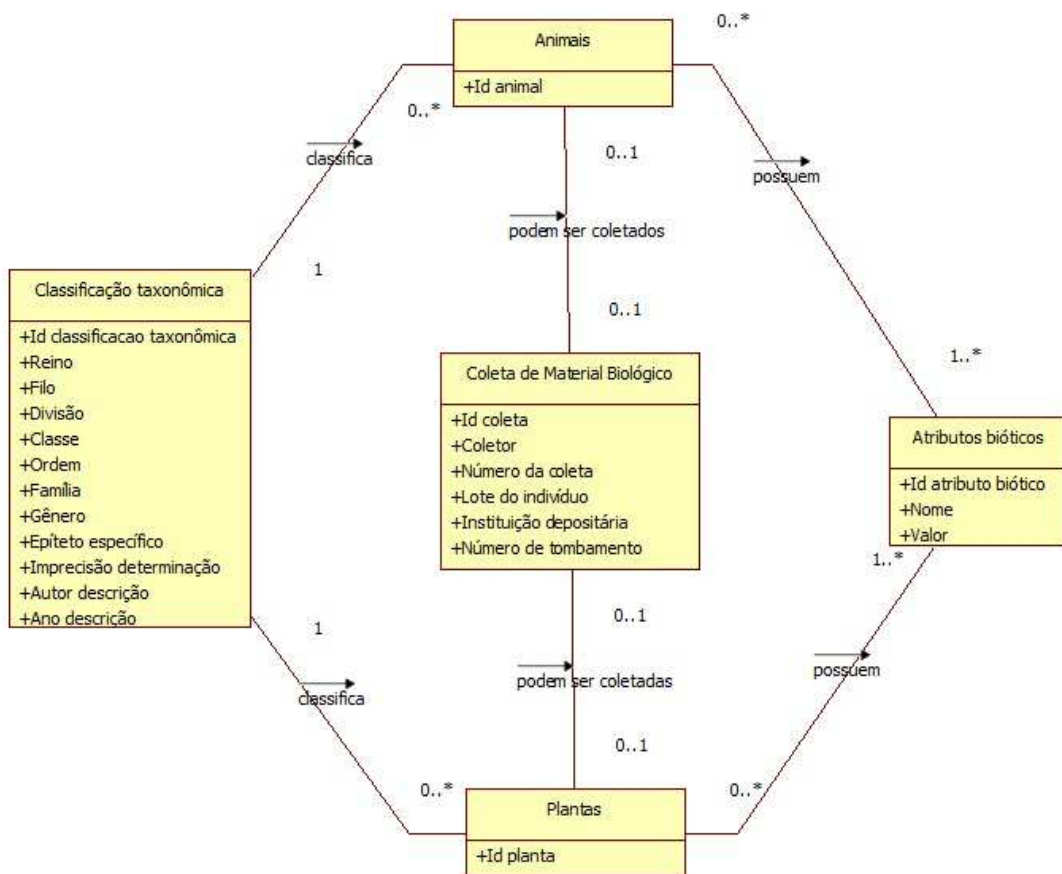 Animais
+Id animal
0..*
0..*
classifica
1
0..1
podem ser coletados
0..1
possuem
1..*
Classificação taxonômica
+Id classificacao taxonômica
+Reino
+Filo
+Divisão
+Classe
+Ordem
+Família
+Gênero
+Epíteto específico
+Imprecisão determinação
+Autor descrição
+Ano descrição
Coleta de Material Biológico
+Id coleta
+Coletor
+Número da coleta
+Lote do indivíduo
+Instituição depositária
+Número de tombamento
Atributos bióticos
+Id atributo biótico
+Nome
+Valor
1
classifica
0..*
0..1
podem ser coletadas
0..1
1..*
possuem
0..*
Plantas
+Id planta